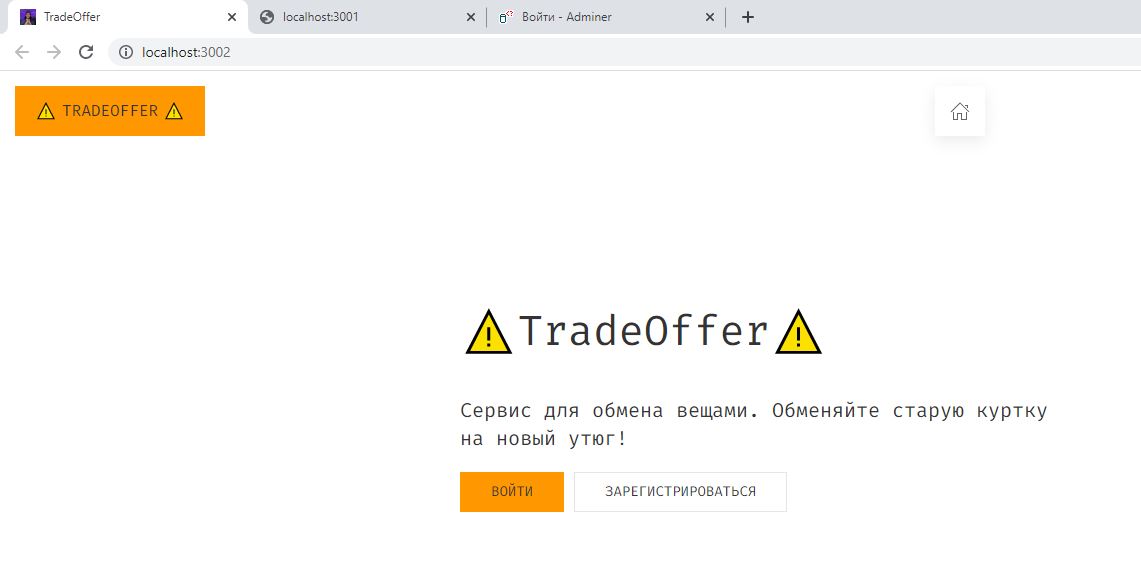 TradeOffer
localhost:3001
Войти - Adminer
localhost:3002
⚠ TRADEOFFER ⚠
⚠TradeOffer⚠
Сервис для обмена вещами. Обменяйте старую куртку
на новый утюг!
ВОЙТИ
ЗАРЕГИСТРИРОВАТЬСЯ